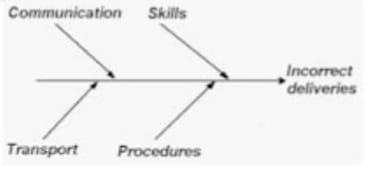 Communication
Skills
Incorrect
deliveries
Transport
Procedures